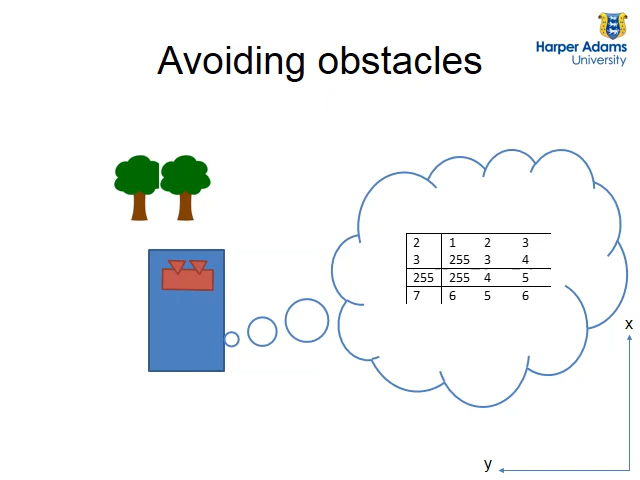 Avoiding obstacles
Harper Adams
University
2 1 2 3
3 255 3 4
255 255 4 5
7 6 5 6
x
y